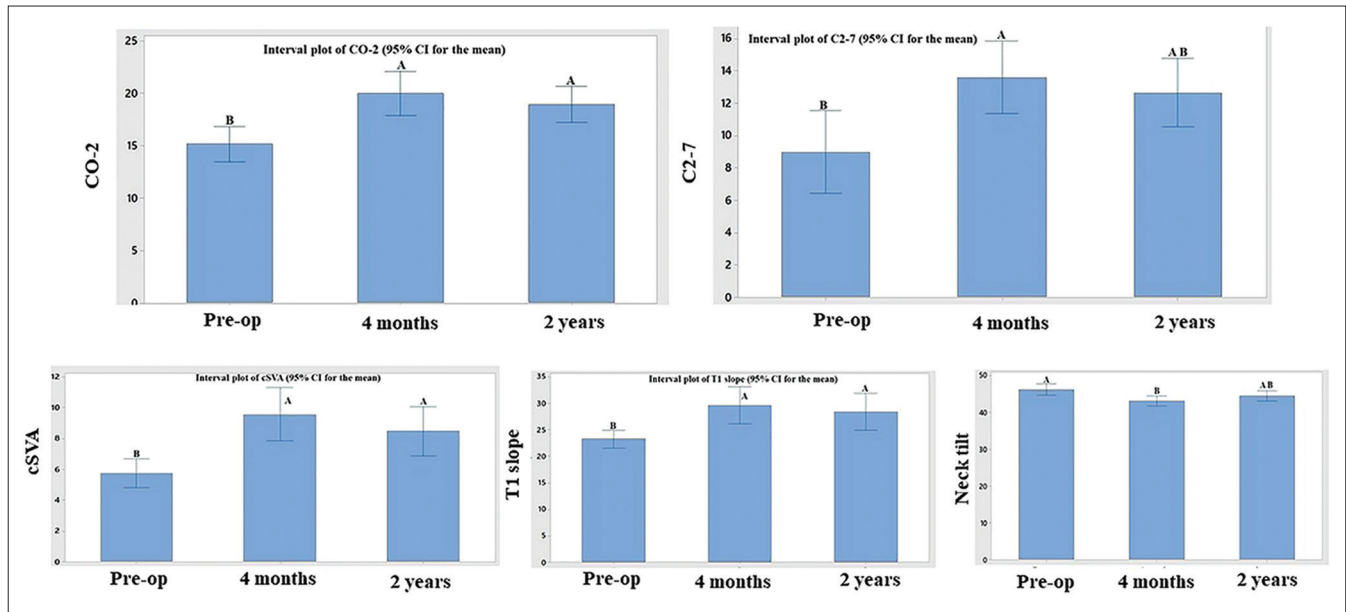 Interval plot of CO-2 (95% CI for the mean)
25
20
15
10
5
0
CO-2
B
A
A
Pre-op
4 months
2 years
Interval plot of C2-7 (95% CI for the mean)
16
14
12
10
8
6
4
2
0
C2-7
B
A
A B
Pre-op
4 months
2 years
Interval plot of cSVA (95% CI for the mean)
12
10
8
6
4
2
0
cSVA
B
A
A
Pre-op
4 months
2 years
Interval plot of T1 slope (95% CI for the mean)
35
30
25
20
15
10
5
0
T1 slope
B
A
A
Pre-op
4 months
2 years
50
40
30
20
10
0
Neck tilt
A
B
AB
Pre-op
4 months
2 years